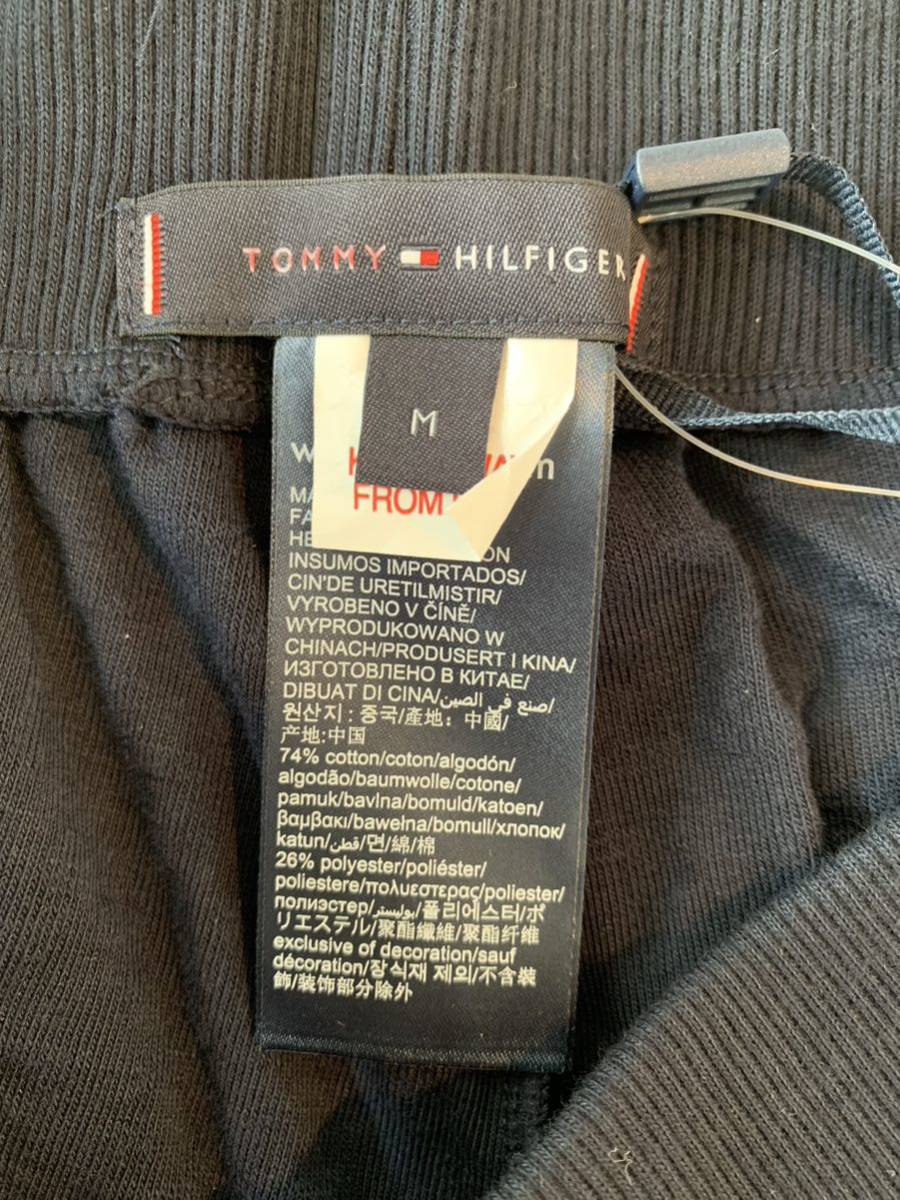 TOMMY HILFIGER
M
FROM
INSUMOS IMPORTADOS/
CIN'DE URETILMISTIR/
VYROBENO V ČÍNĚ/
WYPRODUKOWANO W
CHINACH/PRODUSERT I KINA/
ИЗГОТОВЛЕНО В КИТАЕ/
DIBUAT DI CINA/صنع في الصين/
원산지 : 중국/產地: 中國/
产地:中国
74% cotton/coton/algodón/
algodão/baumwolle/cotone/
pamuk/bavlna/bomuld/katoen/
βαμβακι/bawełna/bomull/хлопок/
katun/قطن/면/綿/棉
26% polyester/poliéster/
poliestere/πολυεστερας/poliester/
полиэстер/بوليستر/폴리에스터/ポ
リエステル/聚酯纖維/聚酯纤维
exclusive of decoration/sauf
décoration/장식재 제외/不含裝
飾/装饰部分除外